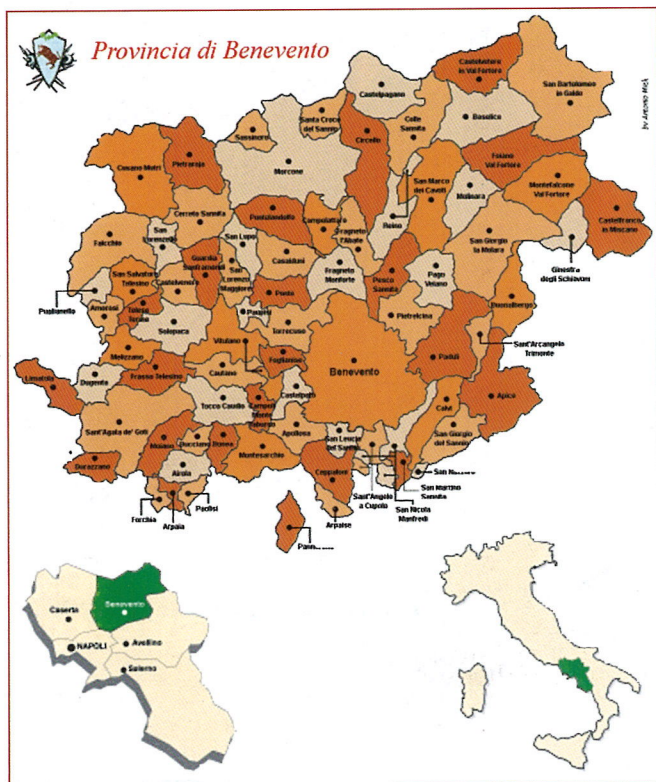 Provincia di Benevento
Castelvetere
in Val Fortore
San Bartolomeo
in Galdo
Castelpagano
Santa Croce
del Sannio
Colle
Sannita
Baselice
Sassinoro
Circello
Foiano
Val Fortore
Cusano Mutri
Pietraroja
Morcone
San Marco
dei Cavoti
Molinara
Montefalcone
Val Fortore
Castelfranco
in Miscano
Cerreto Sannita
Pontelandolfo
Campolattaro
Reino
Fragneto
l'Abate
San Giorgio
la Molara
Ginestra
degli Schiavoni
Faicchio
San
Lorenzello
San Lupo
Guardia
Sanframondi
Casalduni
San
Lorenzo
Maggiore
Fragneto
Monforte
Pesco
Sannita
Pago
Veiano
San Salvatore
Telesino
Castelvenere
Ponte
Buonalbergo
Puglianello
Amorosi
Telese
Terme
Solopaca
Paupisi
Torrecuso
Pietrelcina
Sant'Arcangelo
Trimonte
Melizzano
Vitulano
Foglianise
Benevento
Paduli
Limatola
Dugenta
Frasso Telesino
Cautano
Castelpoto
Apice
Tocco Caudio
Campoli
Monte
Taburno
Calvi
Sant'Agata de' Goti
Moiano
Bucciano
Bonea
Montesarchio
Apollosa
San Leucio
del Sannio
San Giorgio
del Sannio
Durazzano
Airola
Ceppaloni
San
Sant'Angelo
a Cupolo
San Martino
Sannita
San Nicola
Manfredi
Forchia
Arpaia
Paolisi
Arpaise
Benevento
Caserta
NAPOLI
Avellino
Salerno